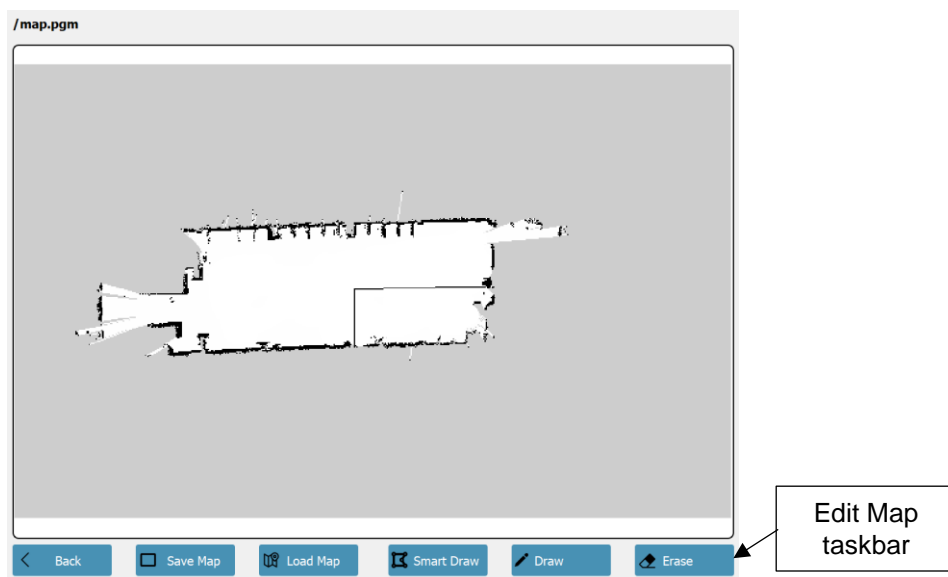 /map.pgm
Back
Save Map
Load Map
Smart Draw
Draw
Erase
Edit Map
taskbar